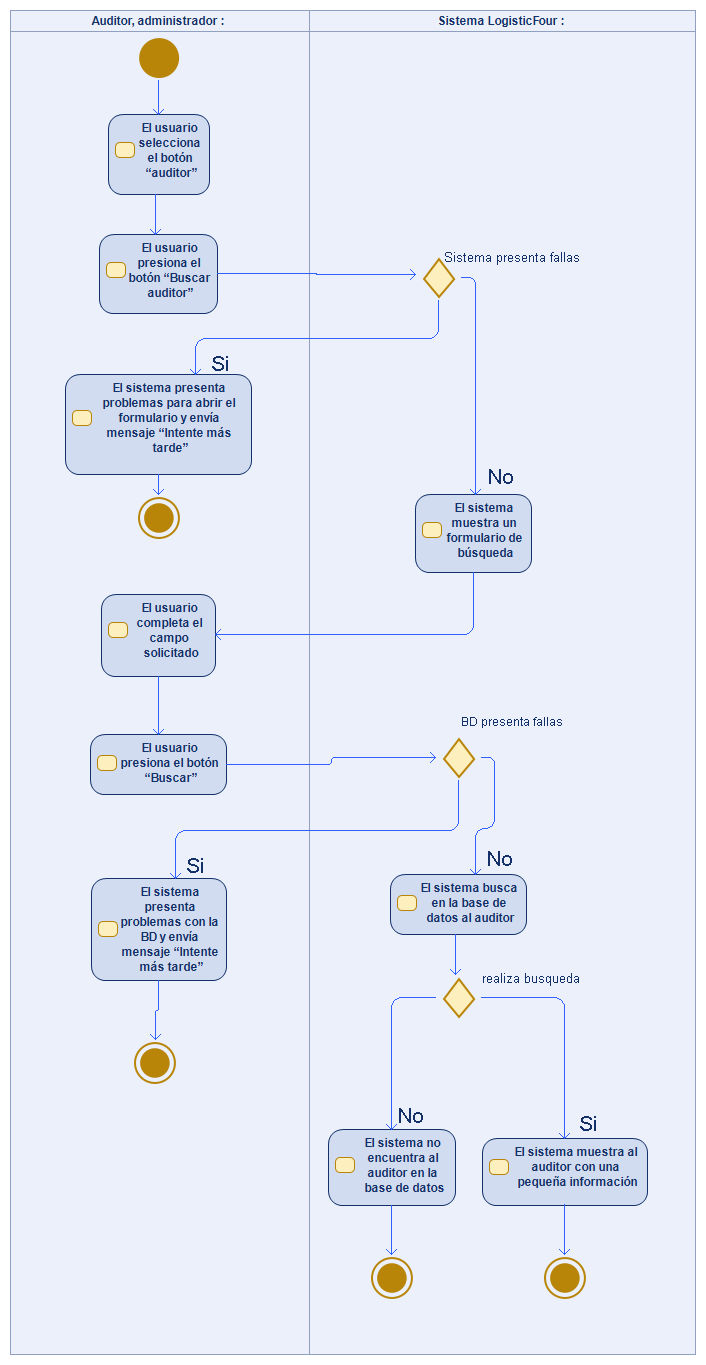 Auditor, administrador :
Sistema LogisticFour :
El usuario
selecciona
el botón
“auditor”
El usuario
presiona el
botón “Buscar
auditor”
Sistema presenta fallas
Si
El sistema presenta
problemas para abrir el
formulario y envía
mensaje “Intente más
tarde”
No
El sistema
muestra un
formulario de
búsqueda
El usuario
completa el
campo
solicitado
BD presenta fallas
El usuario
presiona el botón
“Buscar”
Si
El sistema
presenta
problemas con la
BD y envía
mensaje “Intente
más tarde”
No
El sistema busca
en la base de
datos al auditor
realiza busqueda
No
El sistema no
encuentra al
auditor en la
base de datos
Si
El sistema muestra al
auditor con una
pequeña información